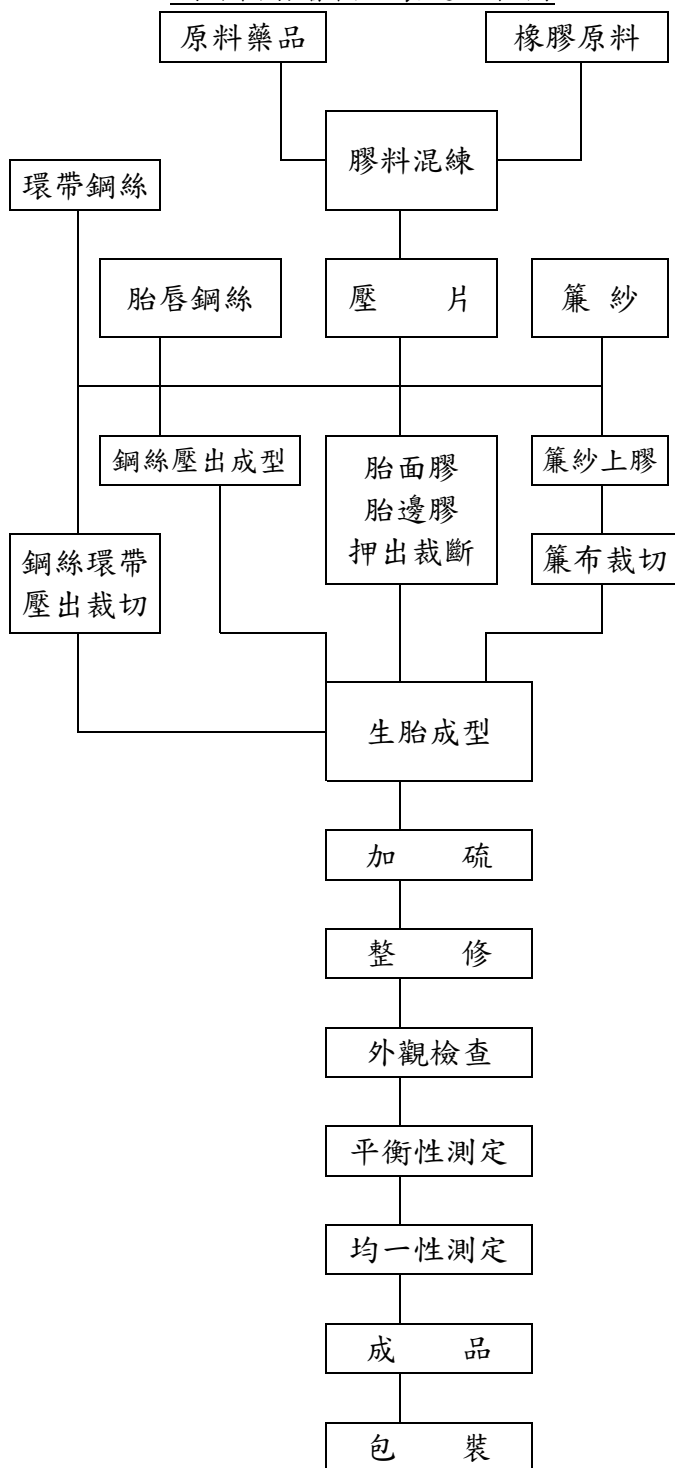 原料藥品
橡膠原料
膠料混練
環帶鋼絲
胎唇鋼絲
壓 片
簾 紗
鋼絲壓出成型
胎面膠
胎邊膠
押出裁斷
簾紗上膠
鋼絲環帶
壓出裁切
簾布裁切
生胎成型
加 硫
整 修
外觀檢查
平衡性測定
均一性測定
成 品
包 裝